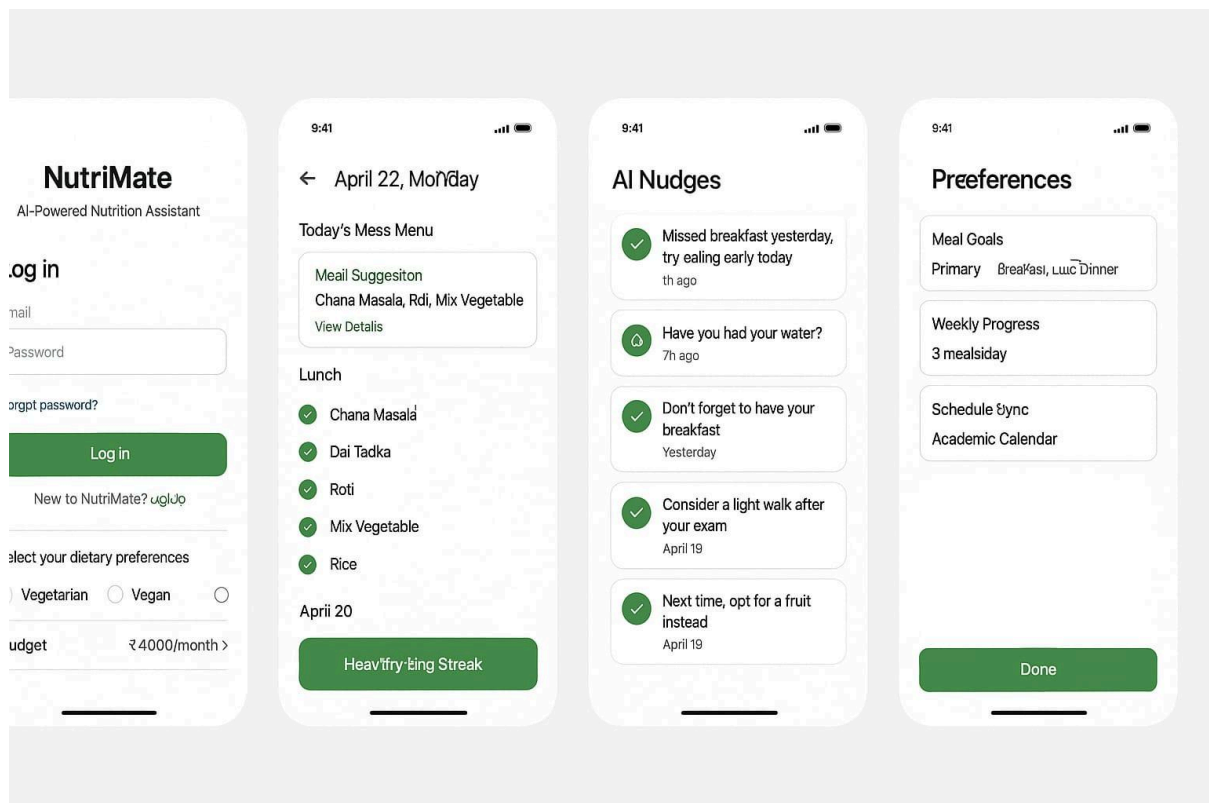 NutriMate
AI-Powered Nutrition Assistant
og in
mail
Password
orgpt password?
Log in
New to NutriMate?
elect your dietary preferences
Vegetarian Vegan
udget ₹4000/month >
9:41
← April 22, Monday
Today's Mess Menu
Meail Suggesiton
Chana Masala, Rdi, Mix Vegetable
View Detalis
Lunch
Chana Masala
Dai Tadka
Roti
Mix Vegetable
Rice
Aprii 20
Streak
9:41
AI Nudges
Missed breakfast yesterday,
try ealing early today
th ago
Have you had your water?
7h ago
Don't forget to have your
breakfast
Yesterday
Consider a light walk after
your exam
April 19
Next time, opt for a fruit
instead
April 19
9:41
Preeferences
Meal Goals
Primary Dinner
Weekly Progress
3 mealsiday
Schedule
Academic Calendar
Done